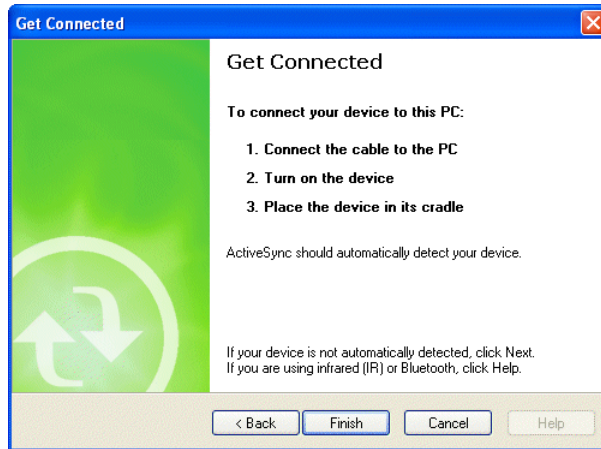 Get Connected
Get Connected
To connect your device to this PC:
1. Connect the cable to the PC
2. Turn on the device
3. Place the device in its cradle
ActiveSync should automatically detect your device.
If your device is not automatically detected, click Next.
If you are using infrared (IR) or Bluetooth, click Help.
< Back Finish Cancel Help